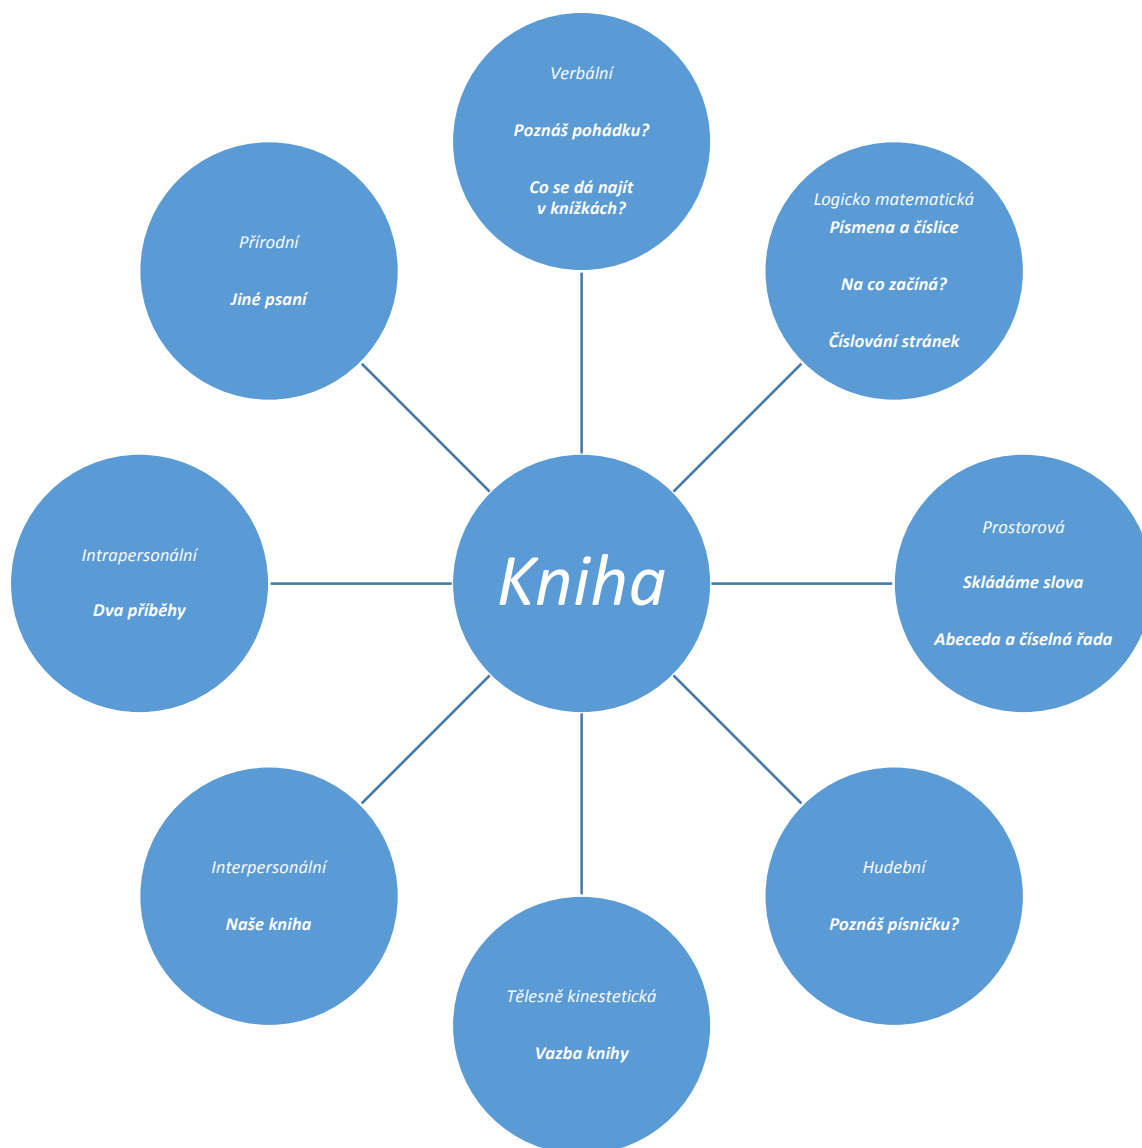 Verbální
Poznáš pohádku?
Co se dá najít
v knížkách?
Logicko matematická
Písmena a číslice
Na co začíná?
Číslování stránek
Prostorová
Skládáme slova
Abeceda a číselná řada
Hudební
Poznáš písničku?
Tělesně kinestetická
Vazba knihy
Interpersonální
Naše kniha
Intrapersonální
Dva příběhy
Přírodní
Jiné psaní
Kniha